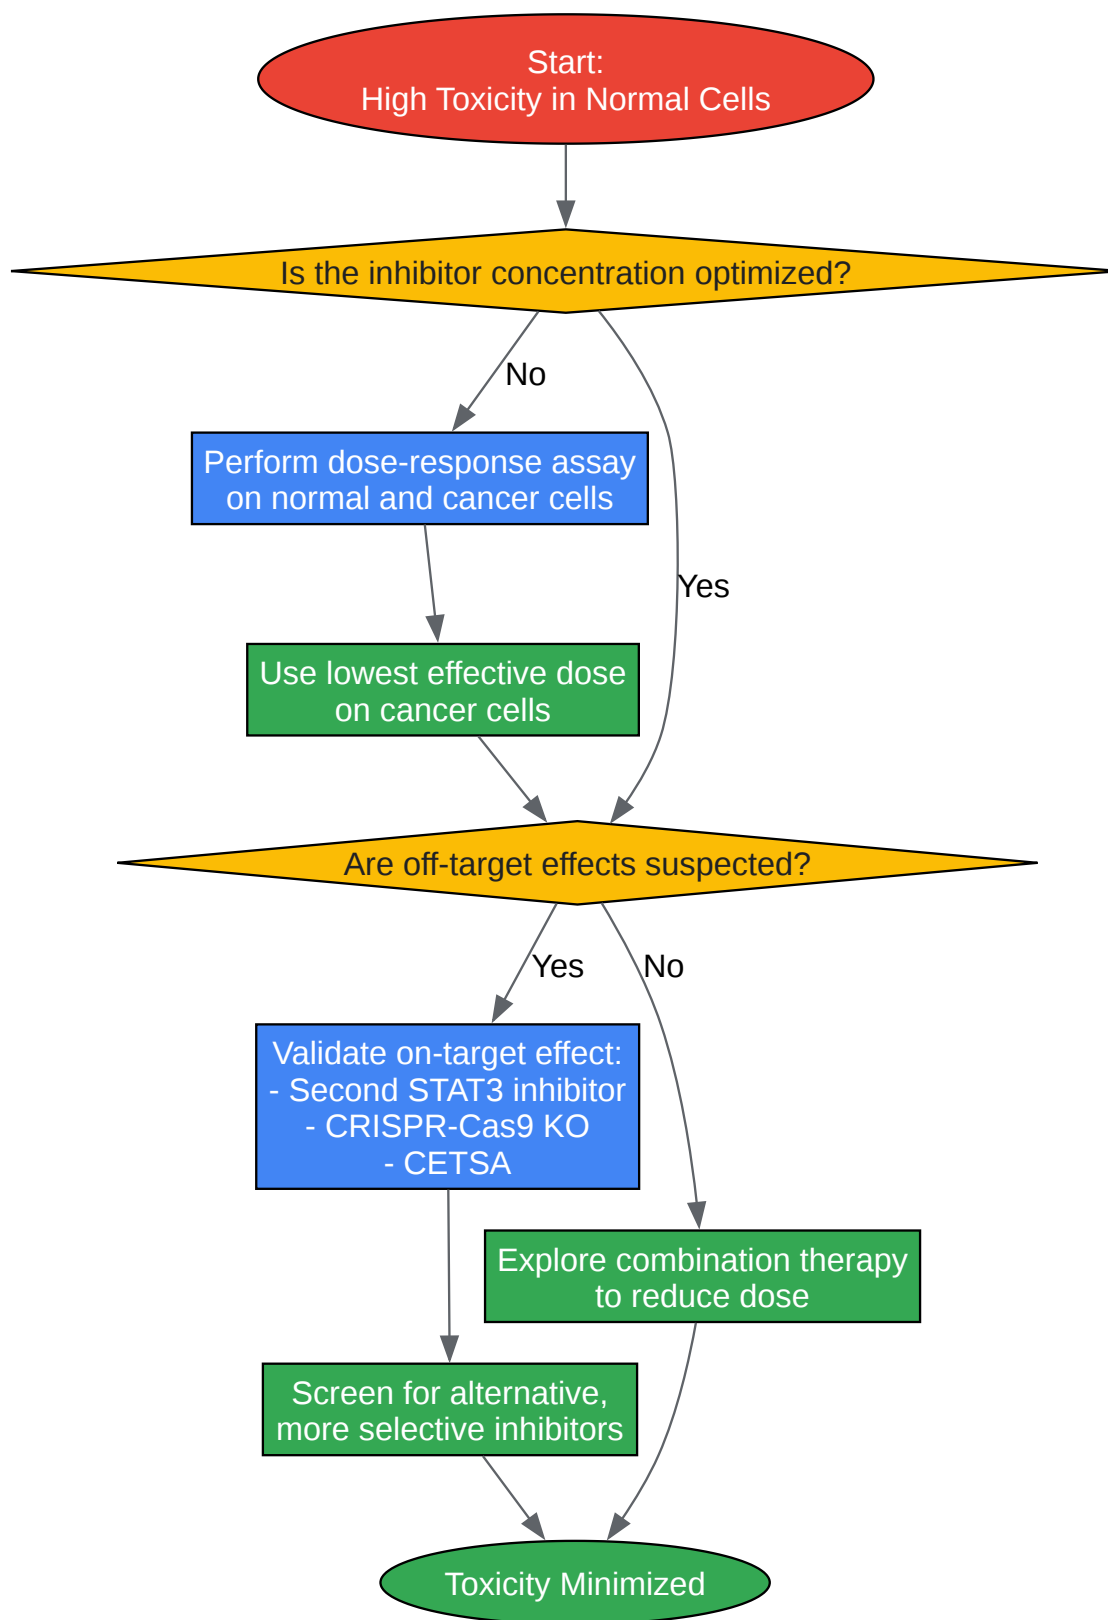 Start:
High Toxicity in Normal Cells
Is the inhibitor concentration optimized?
No
Perform dose-response assay
on normal and cancer cells
Yes
Use lowest effective dose
on cancer cells
Are off-target effects suspected?
Yes
No
Validate on-target effect:
- Second STAT3 inhibitor
- CRISPR-Cas9 KO
- CETSA
Explore combination therapy
to reduce dose
Screen for alternative,
more selective inhibitors
Toxicity Minimized